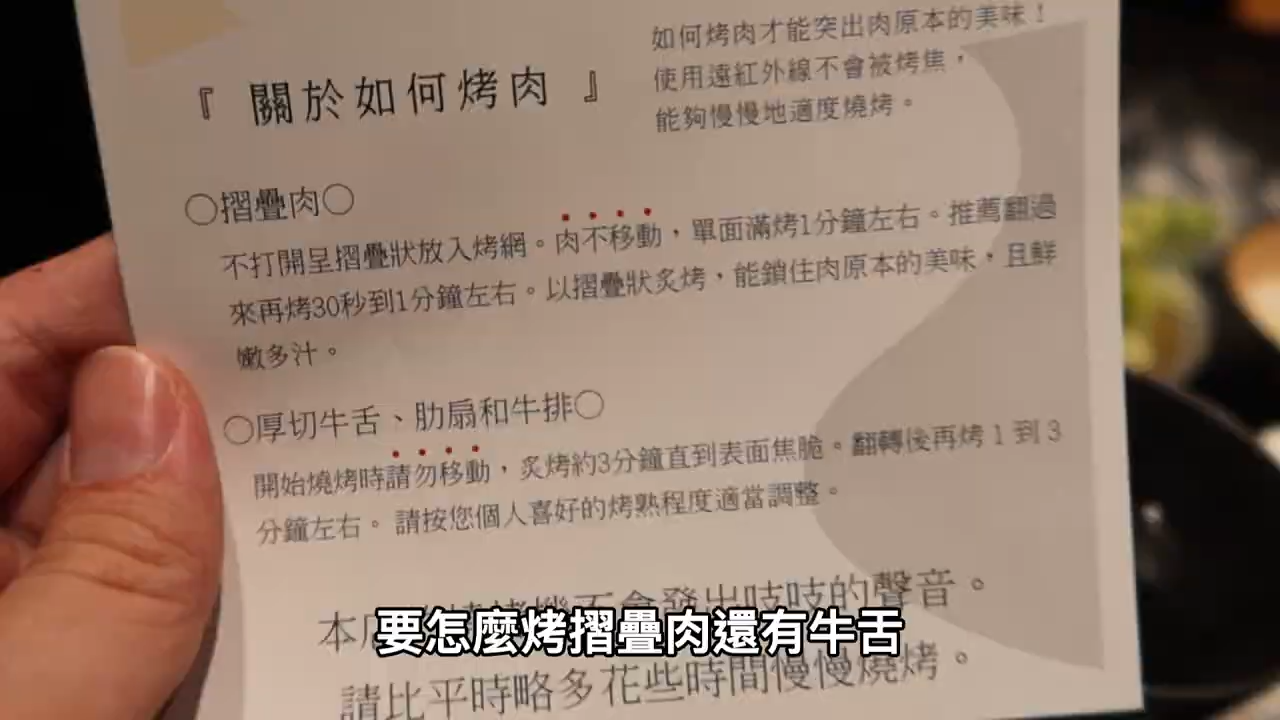 如何烤肉才能突出肉原本的美味！
使用遠紅外線不會被烤焦，
能夠慢慢地適度燒烤。
『 關於如何烤肉 』
○摺疊肉○
不打開呈摺疊狀放入烤網。肉不移動，單面滿烤1分鐘左右。推薦翻過
來再烤30秒到1分鐘左右。以摺疊狀炙烤，能鎖住肉原本的美味，且鮮
嫩多汁。
○厚切牛舌、肋扇和牛排○
開始燒烤時請勿移動，炙烤約3分鐘直到表面焦脆。翻轉後再烤 1 到 3
分鐘左右。 請按您個人喜好的烤熟程度適當調整。
本 不會發出吱吱的聲音。
要怎麼烤摺疊肉還有牛舌
請比平時略多花些時間慢慢燒烤。